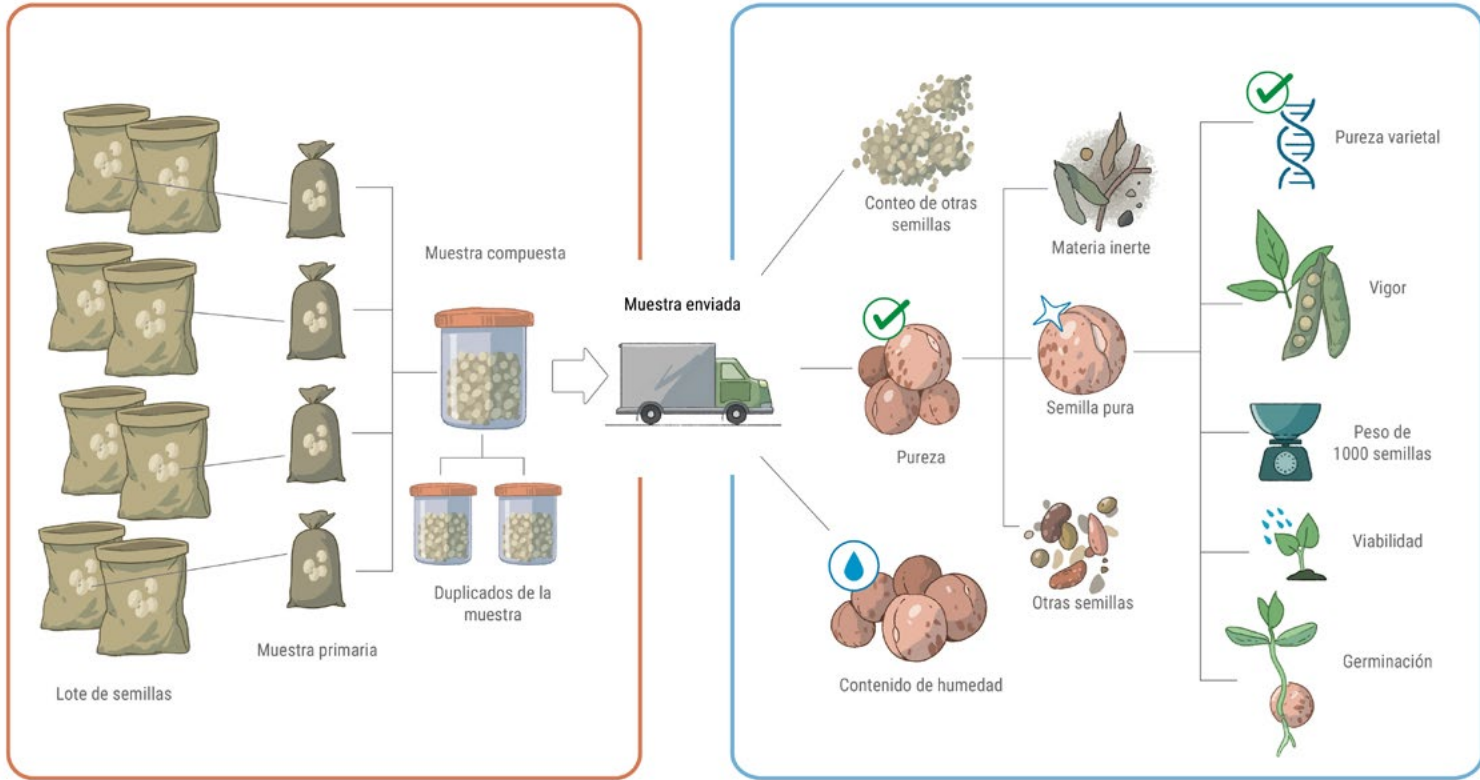 Lote de semillas
Muestra primaria
Muestra compuesta
Duplicados de la
muestra
Muestra enviada
Conteo de otras
semillas
Pureza
Contenido de humedad
Materia inerte
Semilla pura
Otras semillas
Pureza varietal
Vigor
Peso de
1000 semillas
Viabilidad
Germinación